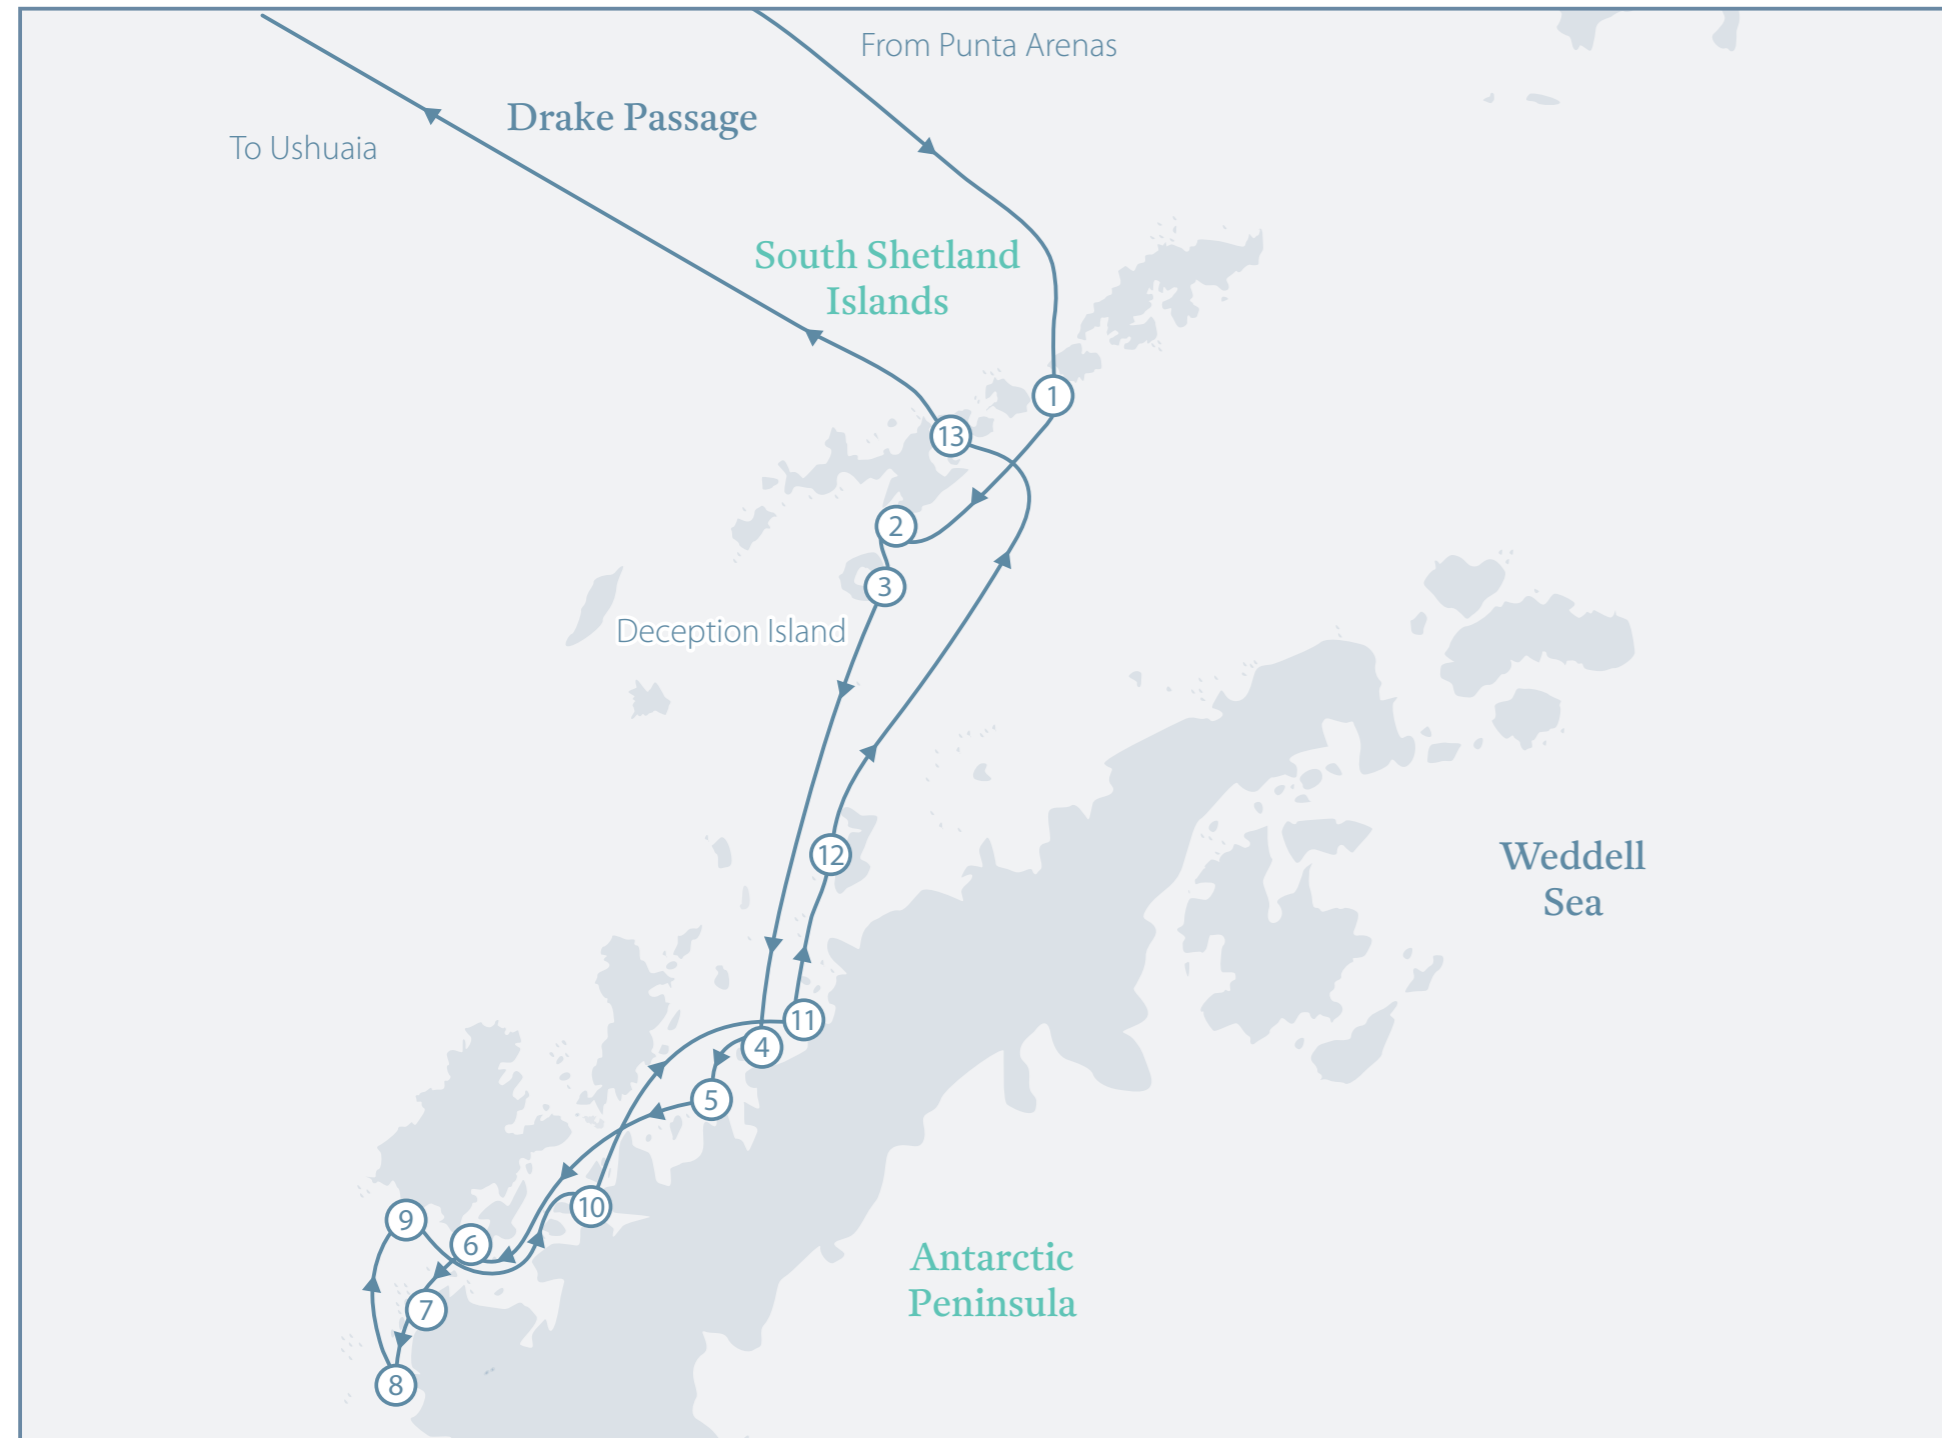 From Punta Arenas
Drake Passage
To Ushuaia
South Shetland
Islands
1
13
2
3
Deception Island
12
Weddell
Sea
11
4
5
10
9
6
Antarctic
Peninsula
7
8